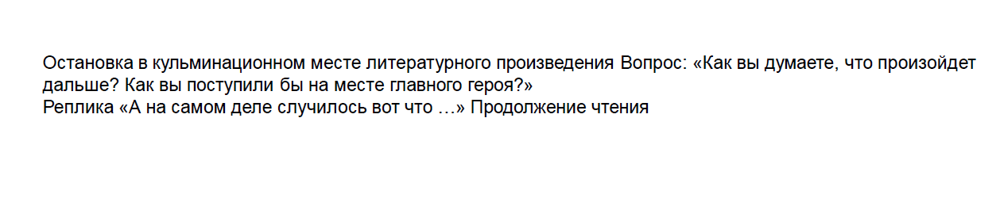 Остановка в кульминационном месте литературного произведения Вопрос: «Как вы думаете, что произойдет
дальше? Как вы поступили бы на месте главного героя?»
Реплика «А на самом деле случилось вот что …» Продолжение чтения